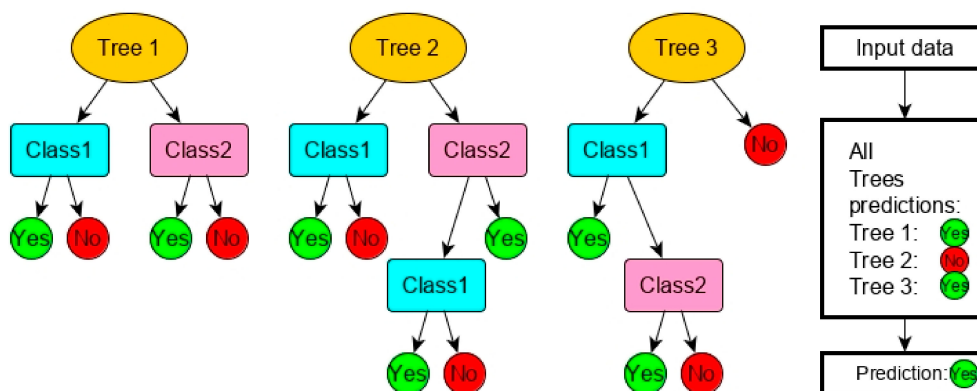 Tree 1
Tree 2
Tree 3
Input data
Class1
Class2
Class1
Class2
Class1
No
Yes
No
Yes
No
Yes
No
Yes
Yes
Class1
Class2
Yes
No
Yes
No
All
Trees
predictions:
Tree 1: Yes
Tree 2: No
Tree 3: Yes
Prediction: Yes